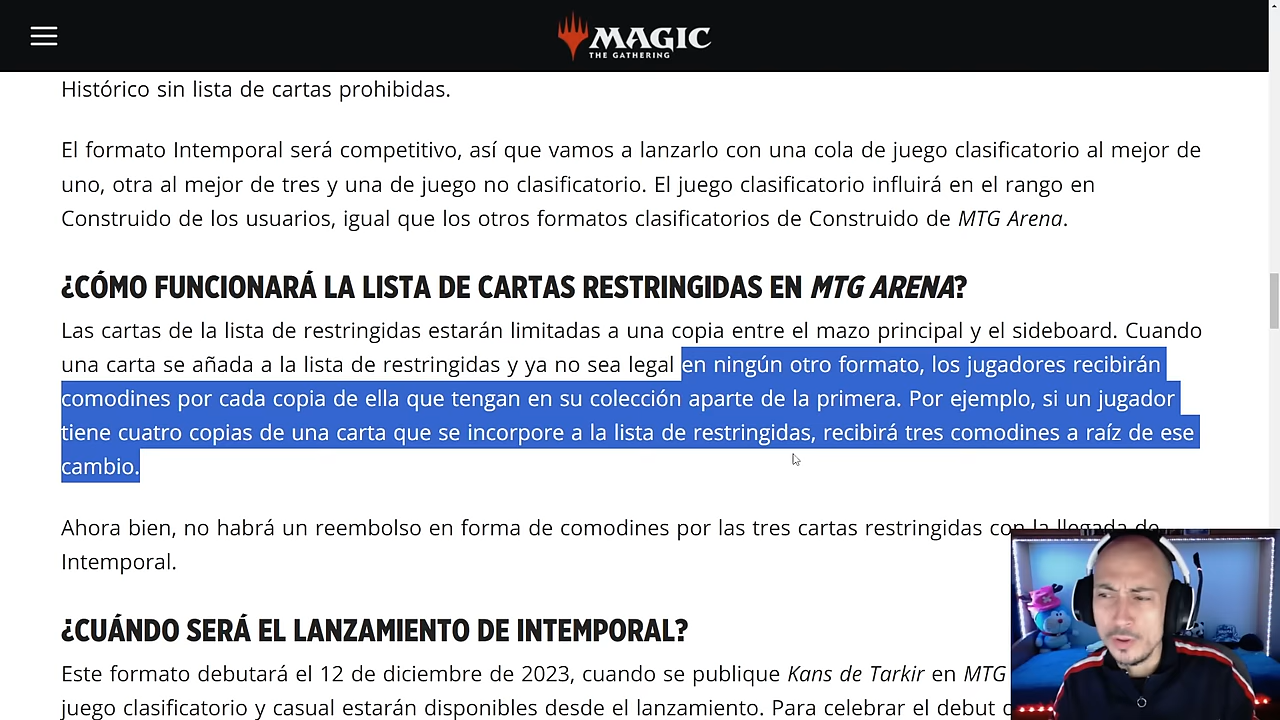 MAGIC
THE GATHERING
Histórico sin lista de cartas prohibidas.
El formato Intemporal será competitivo, así que vamos a lanzarlo con una cola de juego clasificatorio al mejor de
uno, otra al mejor de tres y una de juego no clasificatorio. El juego clasificatorio influirá en el rango en
Construido de los usuarios, igual que los otros formatos clasificatorios de Construido de MTG Arena.
¿CÓMO FUNCIONARÁ LA LISTA DE CARTAS RESTRINGIDAS EN MTG ARENA?
Las cartas de la lista de restringidas estarán limitadas a una copia entre el mazo principal y el sideboard. Cuando
una carta se añada a la lista de restringidas y ya no sea legal en ningún otro formato, los jugadores recibirán
comodines por cada copia de ella que tengan en su colección aparte de la primera. Por ejemplo, si un jugador
tiene cuatro copias de una carta que se incorpore a la lista de restringidas, recibirá tres comodines a raíz de ese
cambio.
Ahora bien, no habrá un reembolso en forma de comodines por las tres cartas restringidas con la llegada de
Intemporal.
¿CUÁNDO SERÁ EL LANZAMIENTO DE INTEMPORAL?
Este formato debutará el 12 de diciembre de 2023, cuando se publique Kans de Tarkir en MTG
juego clasificatorio y casual estarán disponibles desde el lanzamiento. Para celebrar el debut